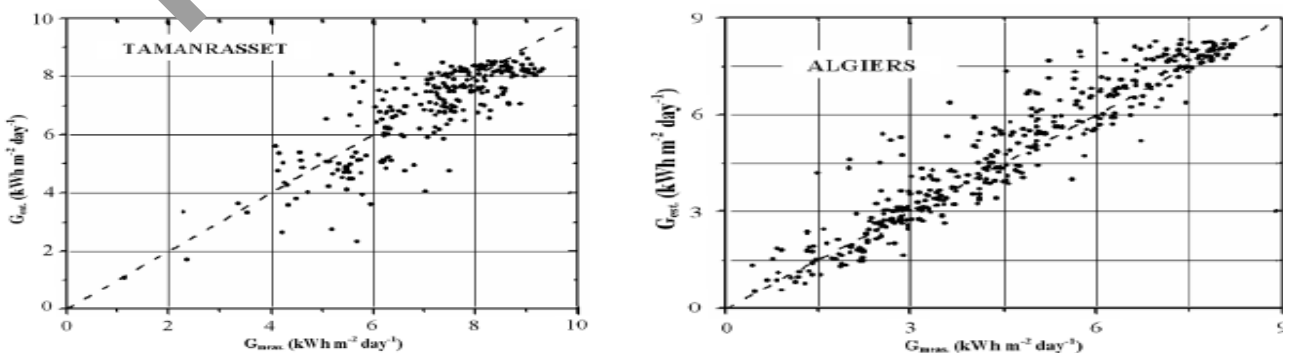 10
8
6
4
2
0
G_est. (kWh m⁻² day⁻¹)
TAMANRASSET
0 2 4 6 8 10
G_meas. (kWh m⁻² day⁻¹)
9
6
3
0
G_est. (kWh m⁻² day⁻¹)
ALGIERS
0 3 6 9
G_meas. (kWh m⁻² day⁻¹)